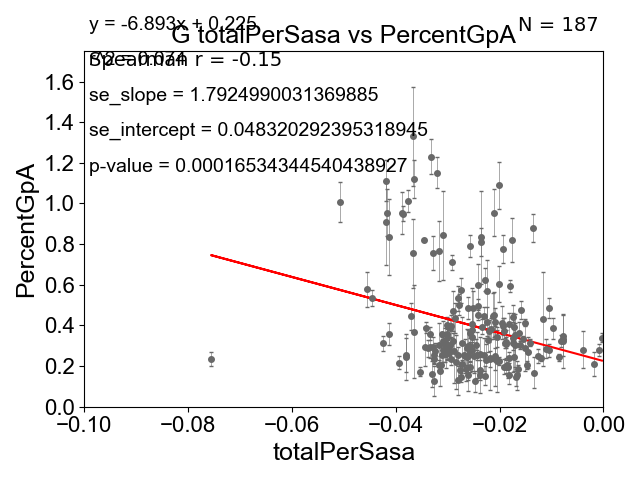 y = -6.893x + 0.225
N = 187
G totalPerSasa vs PercentGpA
Spearman r = -0.15
se_slope = 1.7924990031369885
se_intercept = 0.048320292395318945
p-value = 0.0001653434454043892​7
PercentGpA
1.6
1.4
1.2
1.0
0.8
0.6
0.4
0.2
0.0
−0.10
−0.08
−0.06
−0.04
−0.02
0.00
totalPerSasa